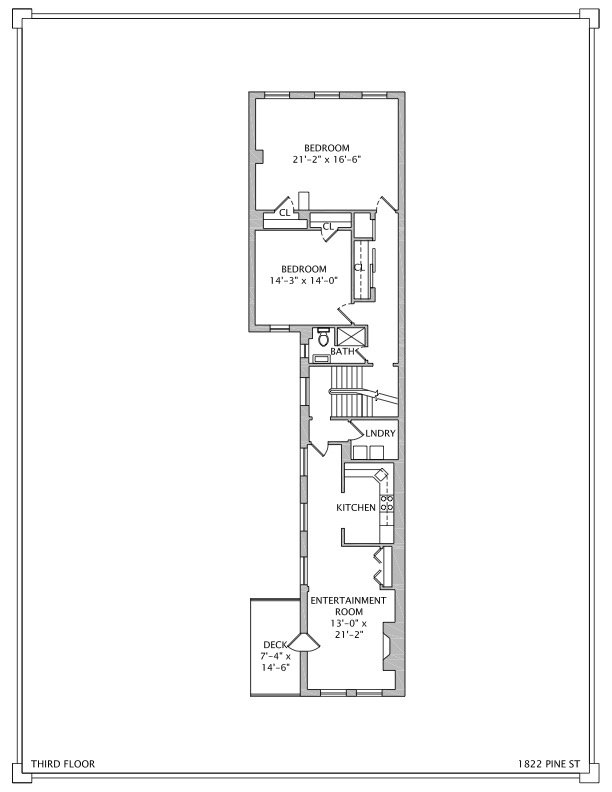 BEDROOM
21'-2" x 16'-6"
CL
CL
BEDROOM
14'-3" x 14'-0"
CL
BATH
LNDRY
KITCHEN
ENTERTAINMENT
ROOM
13'-0" x
21'-2"
DECK
7'-4" x
14'-6"
THIRD FLOOR
1822 PINE ST